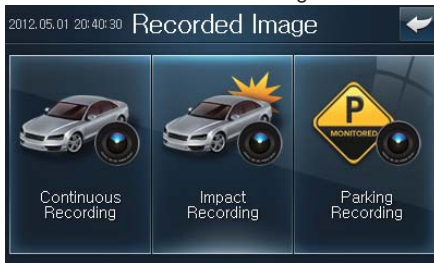 2012.05.01 20:40:30 Recorded Image
P
MONITORED
Continuous
Recording
Impact
Recording
Parking
Recording